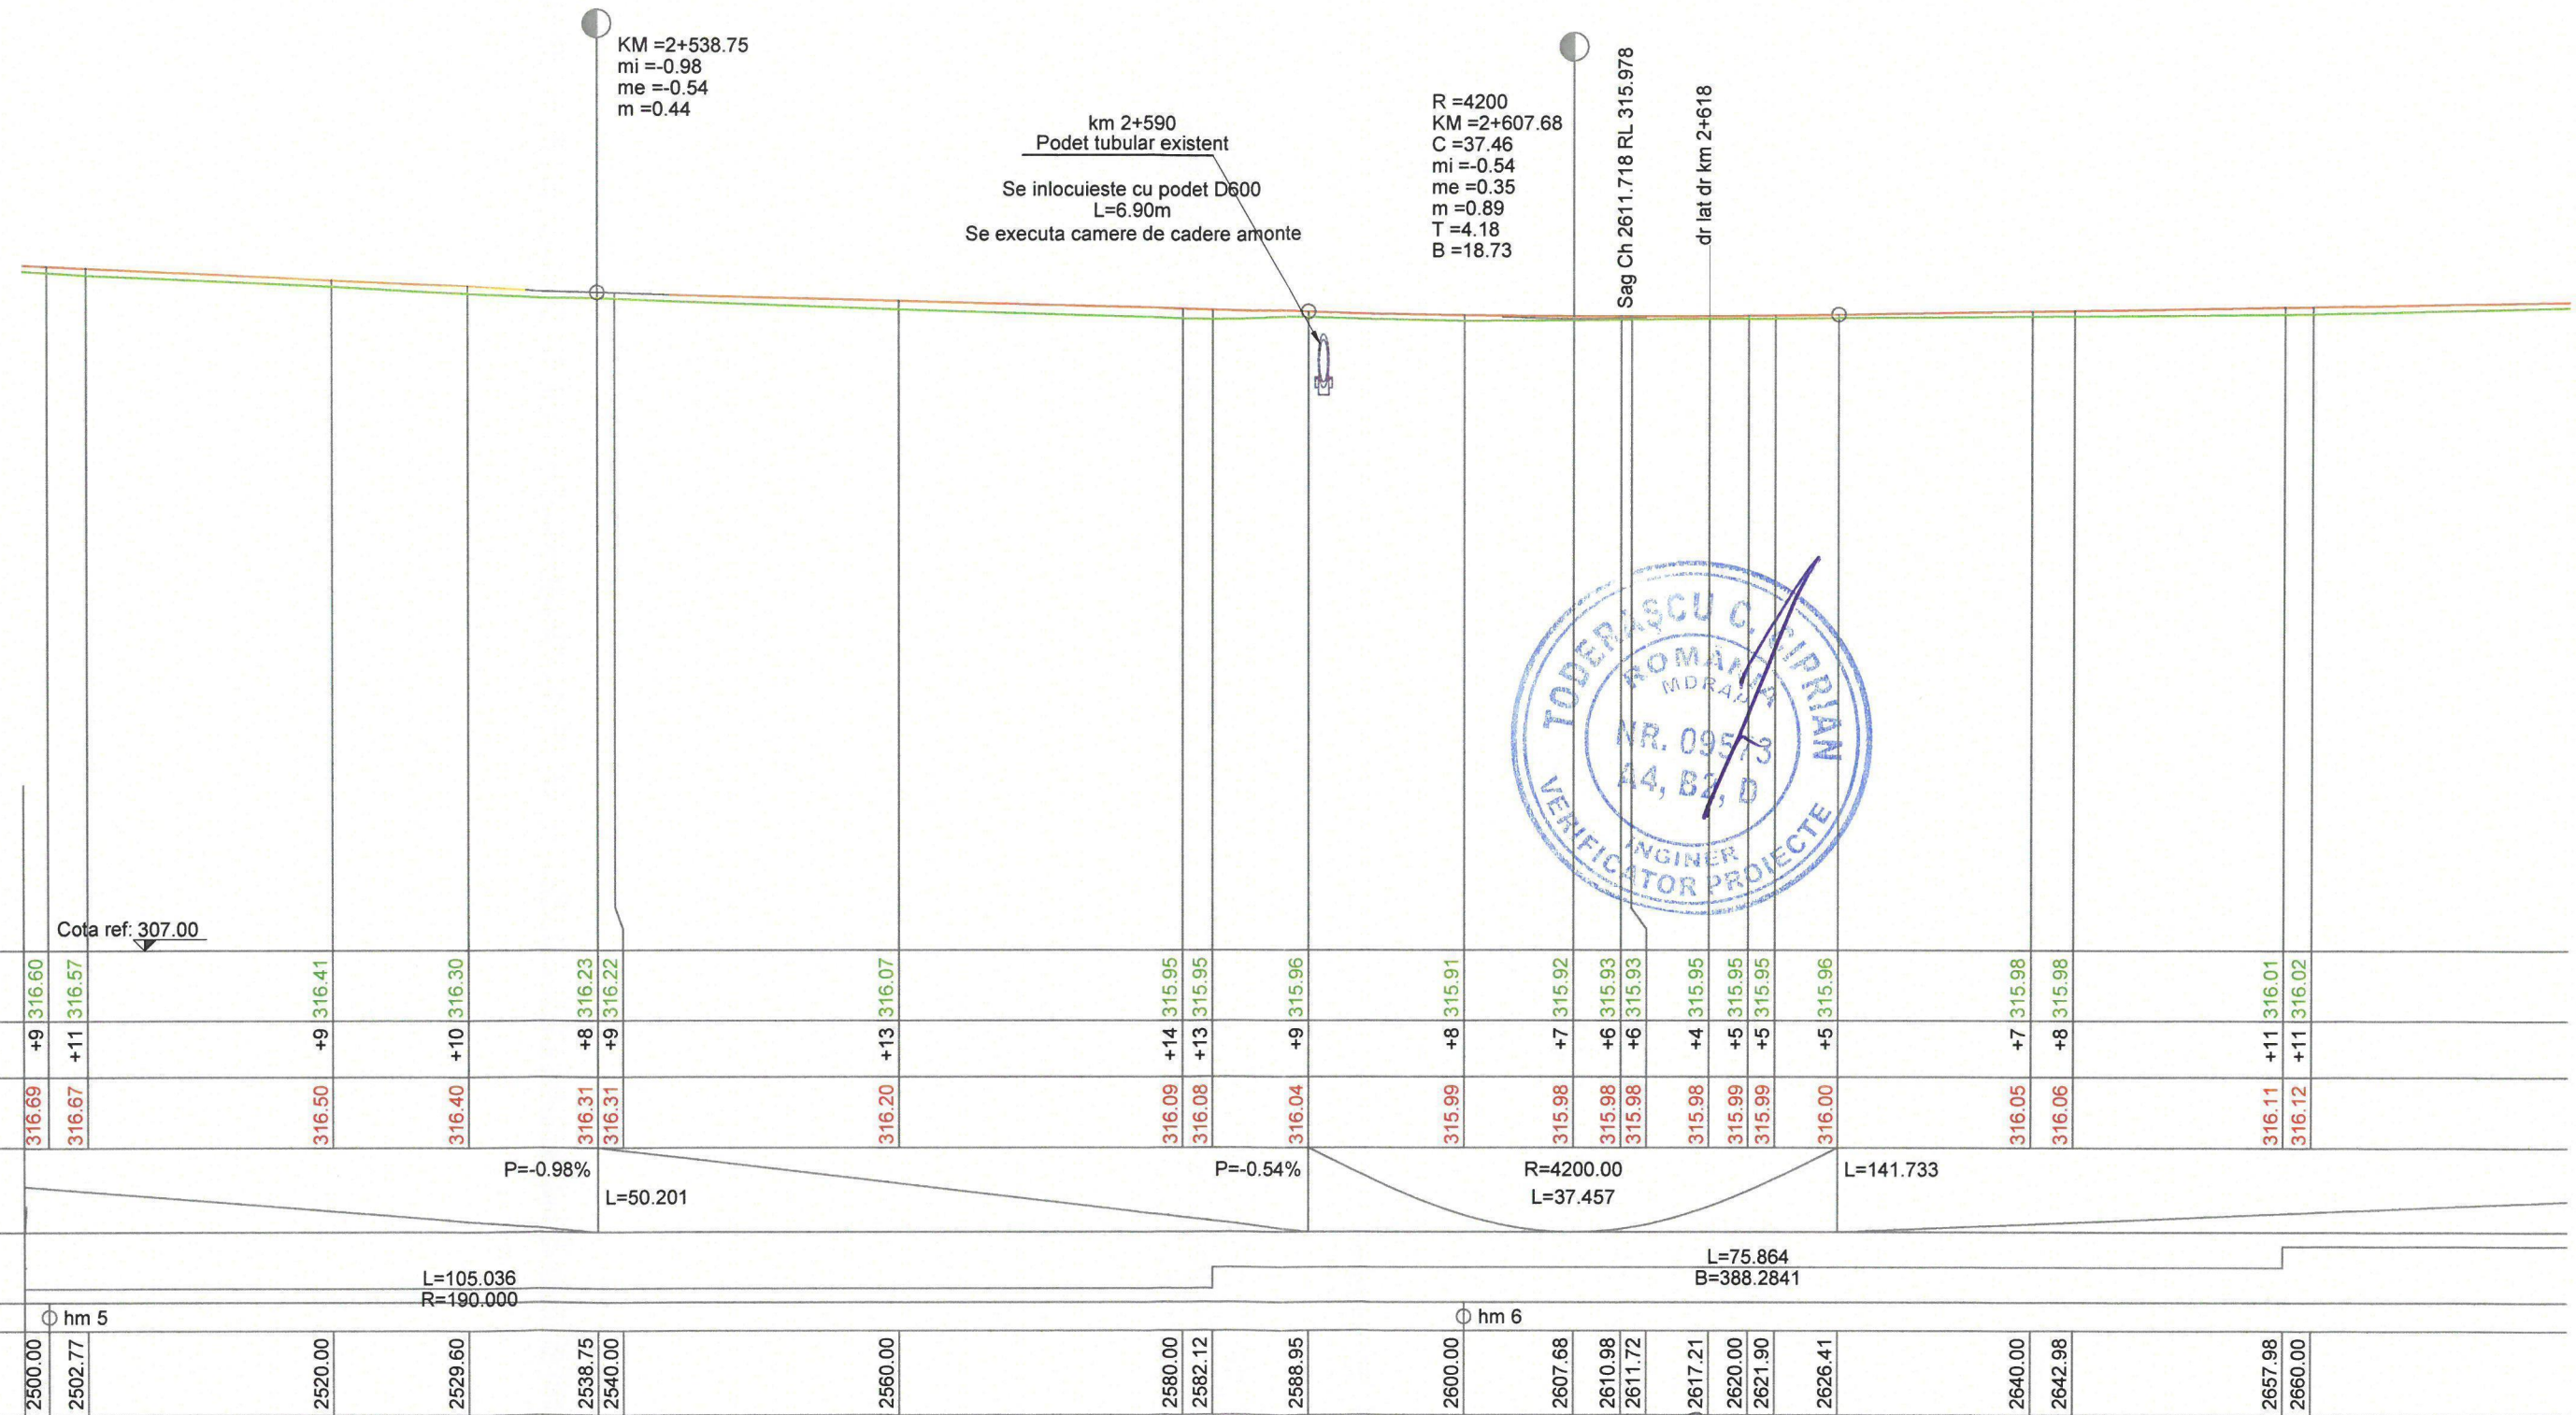 KM =2+538.75
mi =-0.98
me =-0.54
m =0.44
km 2+590
Podet tubular existent
Se inlocuieste cu podet D600
L=6.90m
Se executa camere de cadere amonte
R =4200
KM =2+607.68
C =37.46
mi =-0.54
me =0.35
m =0.89
T =4.18
B =18.73
Sag Ch 2611.718 RL 315.978
dr lat dr km 2+618
TODERAȘCU C. CIPRIAN
ROMÂNIA
MDRAP
NR. 09573
A4, B2, D
INGINER
VERIFICATOR PROIECTE
Cota ref: 307.00
316.60 316.57 316.41 316.30 316.23 316.22 316.07 315.95 315.95 315.96 315.91 315.92 315.93 315.93 315.95 315.95 315.95 315.96 315.98 315.98 316.01 316.02
+9 +11 +9 +10 +8 +9 +13 +14 +13 +9 +8 +7 +6 +6 +4 +5 +5 +5 +7 +8 +11 +11
316.69 316.67 316.50 316.40 316.31 316.31 316.20 316.09 316.08 316.04 315.99 315.98 315.98 315.98 315.98 315.99 315.99 316.00 316.05 316.06 316.11 316.12
P=-0.98% P=-0.54% R=4200.00 L=141.733
L=50.201 L=37.457
L=75.864
L=105.036 B=388.2841
R=190.000
hm 5 hm 6
2500.00 2502.77 2520.00 2529.60 2538.75 2540.00 2560.00 2580.00 2582.12 2588.95 2600.00 2607.68 2610.98 2611.72 2617.21 2620.00 2621.90 2626.41 2640.00 2642.98 2657.98 2660.00